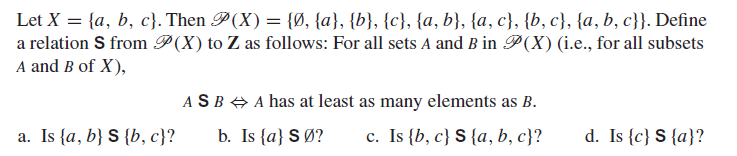 Let X = {a, b, c}. Then 𝒫(X) = {Ø, {a}, {b}, {c}, {a, b}, {a, c}, {b, c}, {a, b, c}}. Define
a relation S from 𝒫(X) to Z as follows: For all sets A and B in 𝒫(X) (i.e., for all subsets
A and B of X),
A S B ⇔ A has at least as many elements as B.
a. Is {a, b} S {b, c}? b. Is {a} S Ø? c. Is {b, c} S {a, b, c}? d. Is {c} S {a}?